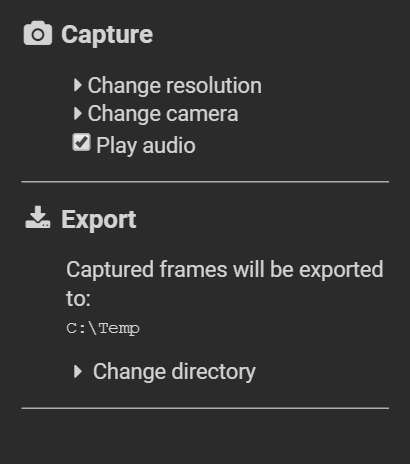 Capture
Change resolution
Change camera
Play audio
Export
Captured frames will be exported
to:
C:\Temp
Change directory